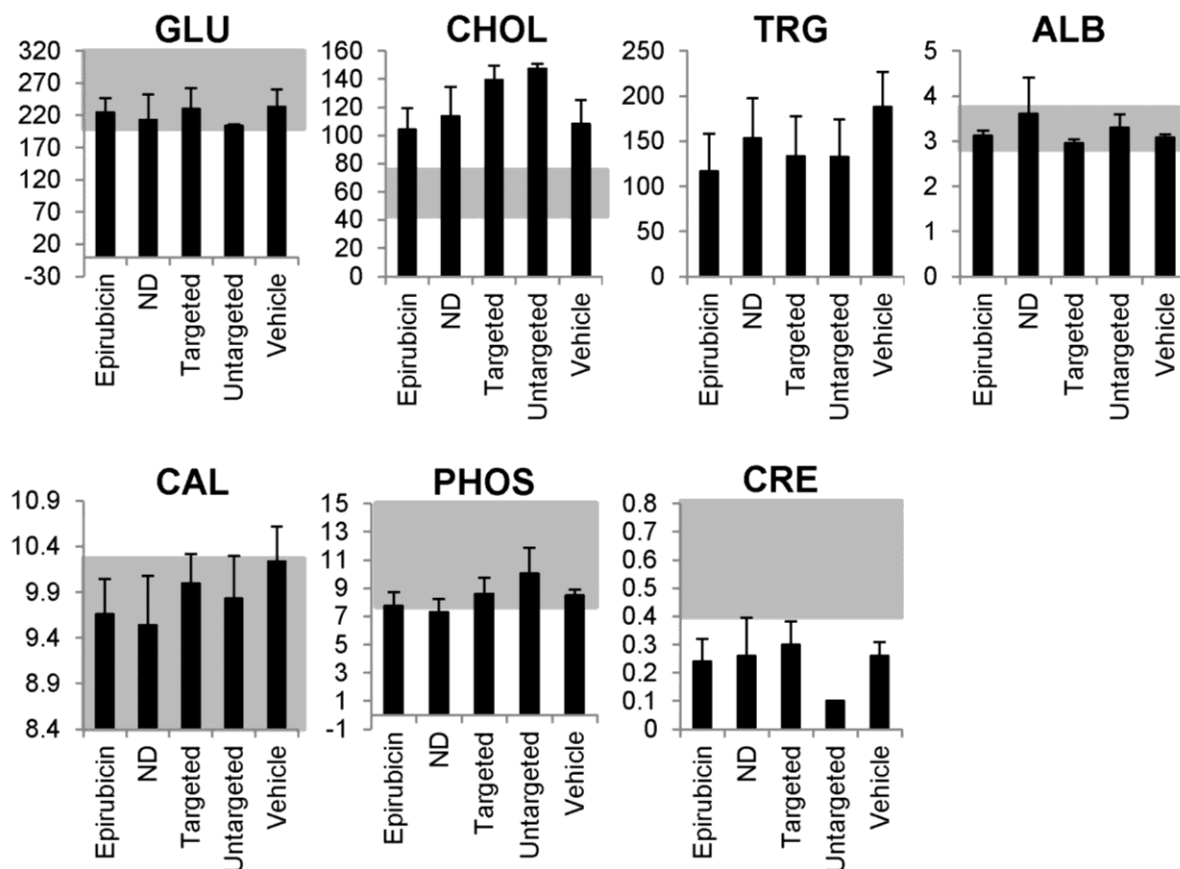 GLU
320
270
220
170
120
70
20
-30
Epirubicin
ND
Targeted
Untargeted
Vehicle
CHOL
160
140
120
100
80
60
40
20
0
Epirubicin
ND
Targeted
Untargeted
Vehicle
TRG
250
200
150
100
50
0
Epirubicin
ND
Targeted
Untargeted
Vehicle
ALB
5
4
3
2
1
0
Epirubicin
ND
Targeted
Untargeted
Vehicle
CAL
10.9
10.4
9.9
9.4
8.9
8.4
Epirubicin
ND
Targeted
Untargeted
Vehicle
PHOS
15
13
11
9
7
5
3
1
-1
Epirubicin
ND
Targeted
Untargeted
Vehicle
CRE
0.8
0.7
0.6
0.5
0.4
0.3
0.2
0.1
0
Epirubicin
ND
Targeted
Untargeted
Vehicle